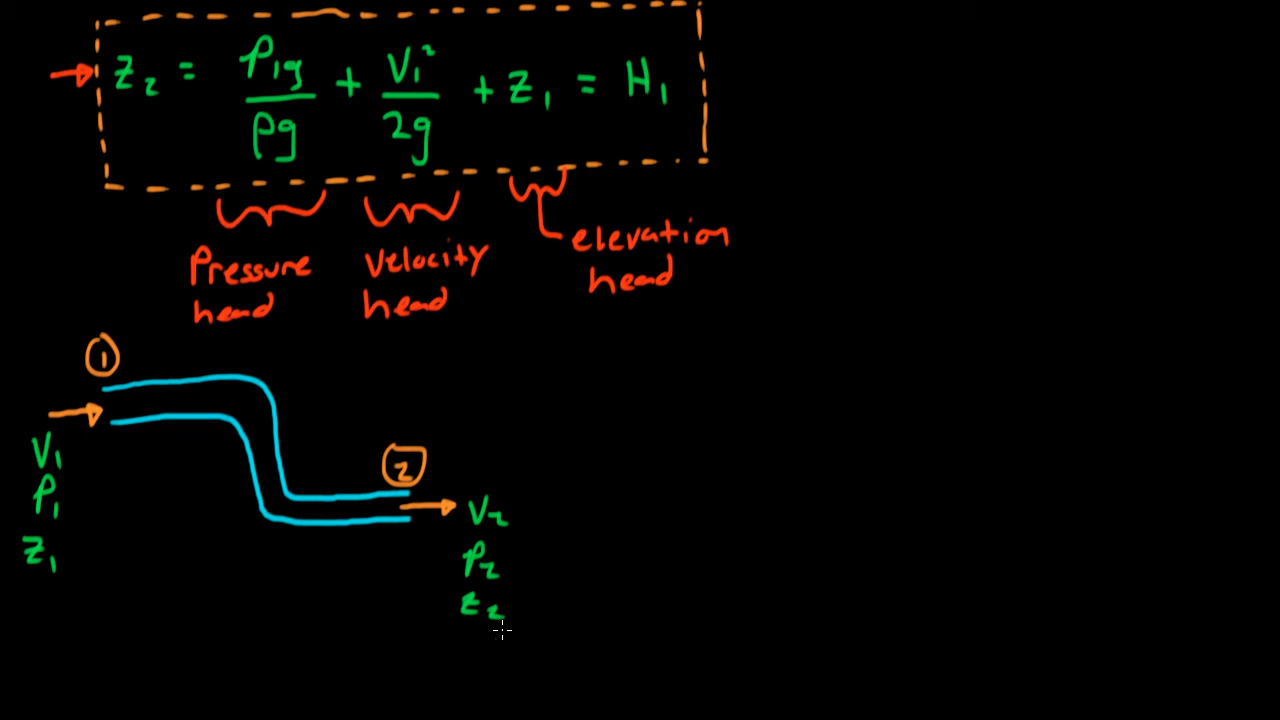 z₂ = P₁g/ρg + V₁²/2g + z₁ = H₁
Pressure head
Velocity head
elevation head
①
V₁
P₁
z₁
②
V₂
P₂
z₂